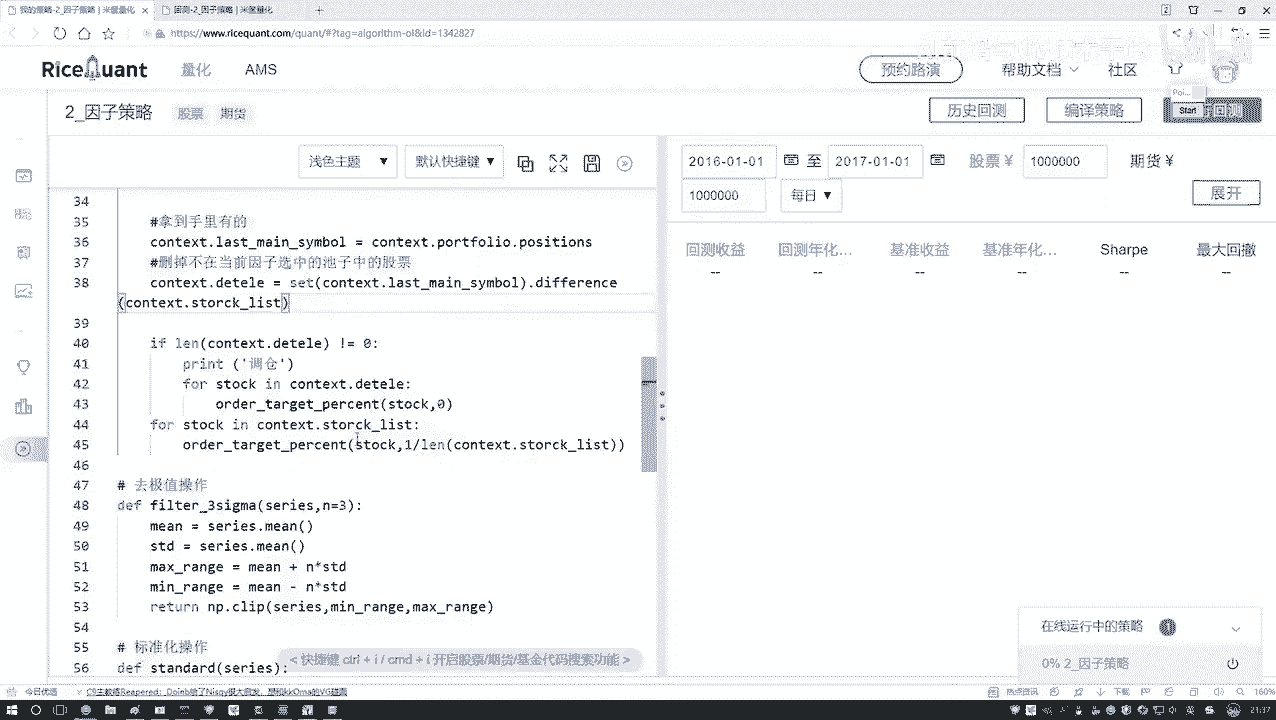 我的策略-2_因子策略 | 米筐量化
回测-2_因子策略 | 米筐量化
https://www.ricequant.com/quant/#?tag=algorithm-ol&id=1342827
RiceQuant 量化 AMS
预约路演 帮助文档 社区
2_因子策略 股票 期货
历史回测 编译策略
Start
浅色主题 默认快捷键
2016-01-01 至 2017-01-01 股票 ¥ 1000000 期货 ¥
1000000 每日
展开
回测收益 回测年化... 基准收益 基准年化... Sharpe 最大回撤
-- -- -- -- -- --
34
35 #拿到手里有的
36 context.last_main_symbol = context.portfolio.positions
37 #删掉不在当前因子选中的池子中的股票
38 context.detele = set(context.last_main_symbol).difference
(context.storck_list)
39
40 if len(context.detele) != 0:
41 print ('调仓')
42 for stock in context.detele:
43 order_target_percent(stock,0)
44 for stock in context.storck_list:
45 order_target_percent(stock,1/len(context.storck_list))
46
47 # 去极值操作
48 def filter_3sigma(series,n=3):
49 mean = series.mean()
50 std = series.mean()
51 max_range = mean + n*std
52 min_range = mean - n*std
53 return np.clip(series,min_range,max_range)
54
55 # 标准化操作
56 def standard(series):
< 快捷键 ctrl + i / cmd + i 开启股票/期货/基金代码搜索功能 >
在线运行中的策略
0% 2_因子策略
今日优选
热点资讯
下载
160%
21:37